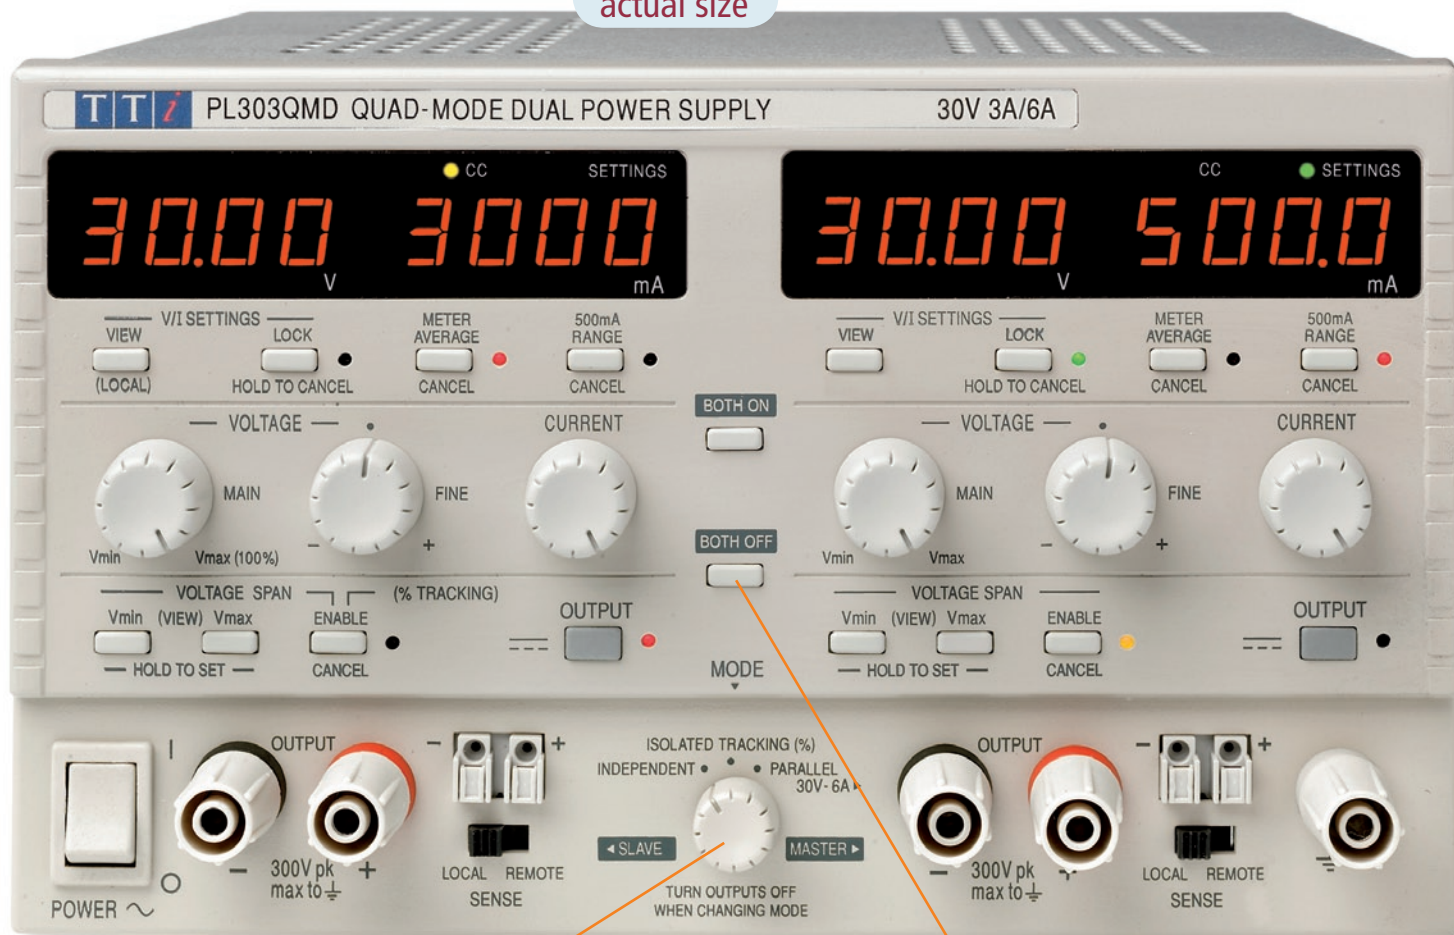 actual size
TTi PL303QMD QUAD-MODE DUAL POWER SUPPLY 30V 3A/6A
CC SETTINGS
30.00 3000
V mA
CC SETTINGS
30.00 500.0
V mA
V/I SETTINGS
VIEW LOCK
(LOCAL) HOLD TO CANCEL
METER
AVERAGE
CANCEL
500mA
RANGE
CANCEL
V/I SETTINGS
VIEW LOCK
HOLD TO CANCEL
METER
AVERAGE
CANCEL
500mA
RANGE
CANCEL
BOTH ON
VOLTAGE CURRENT
MAIN FINE
Vmin Vmax (100%) - +
BOTH OFF
VOLTAGE CURRENT
MAIN FINE
Vmin Vmax - +
VOLTAGE SPAN (% TRACKING)
Vmin (VIEW) Vmax ENABLE
HOLD TO SET CANCEL
OUTPUT
MODE
VOLTAGE SPAN
Vmin (VIEW) Vmax ENABLE
HOLD TO SET CANCEL
OUTPUT
POWER
I
O
OUTPUT
- +
300V pk
max to
- +
LOCAL REMOTE
SENSE
ISOLATED TRACKING (%)
INDEPENDENT PARALLEL
30V-6A
SLAVE MASTER
TURN OUTPUTS OFF
WHEN CHANGING MODE
OUTPUT
- +
300V pk
max to
- +
LOCAL REMOTE
SENSE